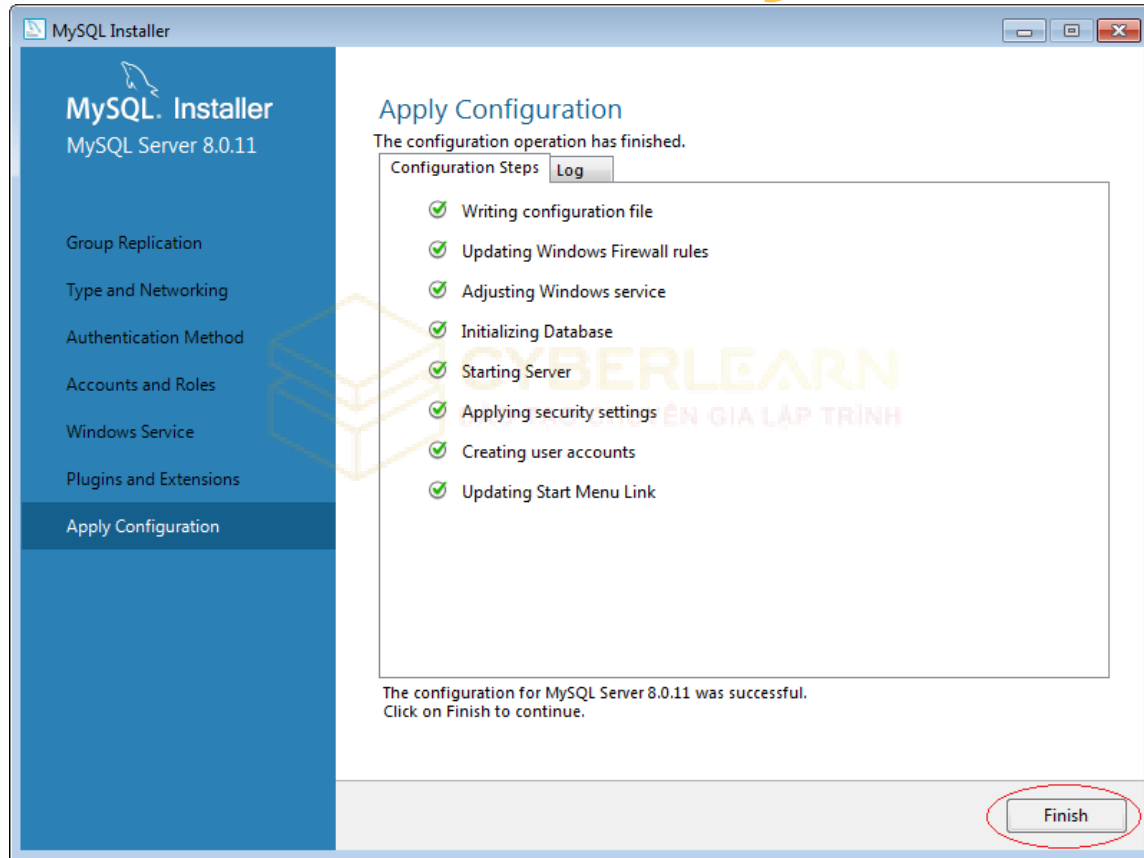 MySQL Installer
MySQL. Installer
MySQL Server 8.0.11
Group Replication
Type and Networking
Authentication Method
Accounts and Roles
Windows Service
Plugins and Extensions
Apply Configuration
Apply Configuration
The configuration operation has finished.
Configuration Steps Log
Writing configuration file
Updating Windows Firewall rules
Adjusting Windows service
Initializing Database
Starting Server
CYBERLEARN
Applying security settings
CHUYÊN GIA LẬP TRÌNH
Creating user accounts
Updating Start Menu Link
The configuration for MySQL Server 8.0.11 was successful.
Click on Finish to continue.
Finish